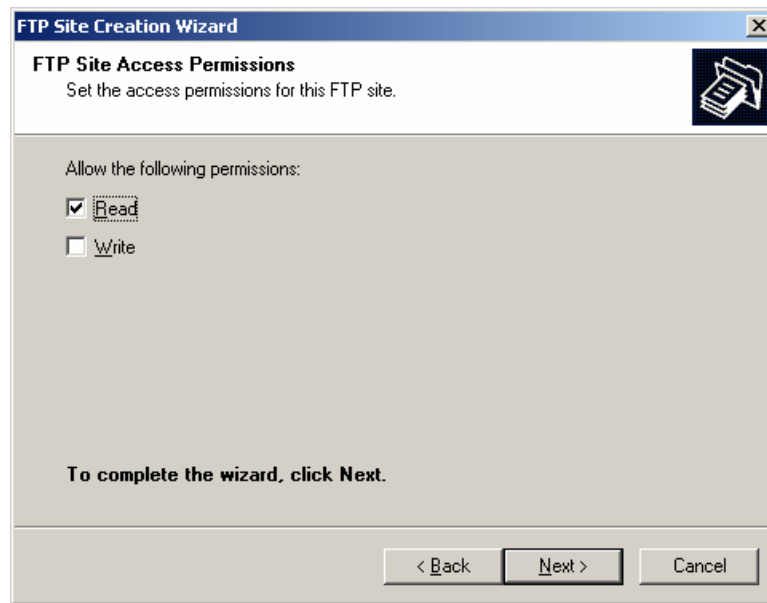 FTP Site Creation Wizard
FTP Site Access Permissions
Set the access permissions for this FTP site.
Allow the following permissions:
Read
Write
To complete the wizard, click Next.
< Back Next > Cancel